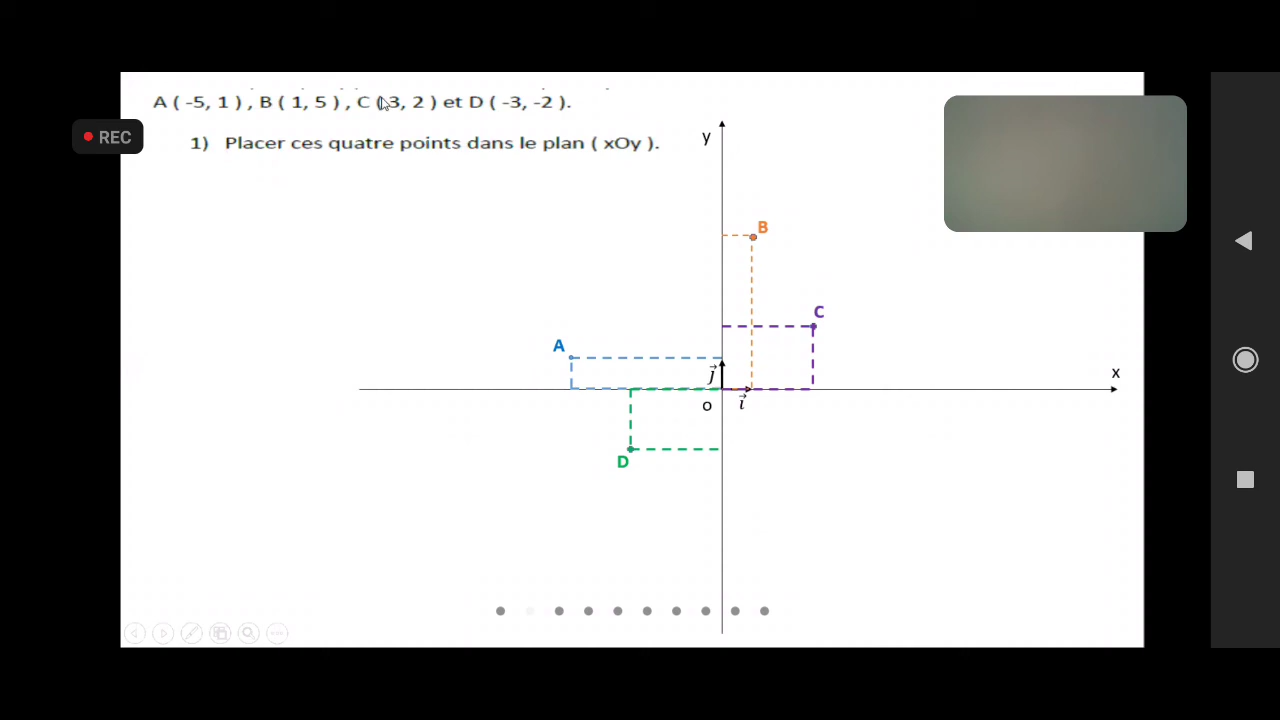 A ( -5, 1 ) , B ( 1, 5 ) , C ( 3, 2 ) et D ( -3, -2 ).
REC
1) Placer ces quatre points dans le plan ( xOy ).
y
B
C
A
j⃗
x
o
i⃗
D